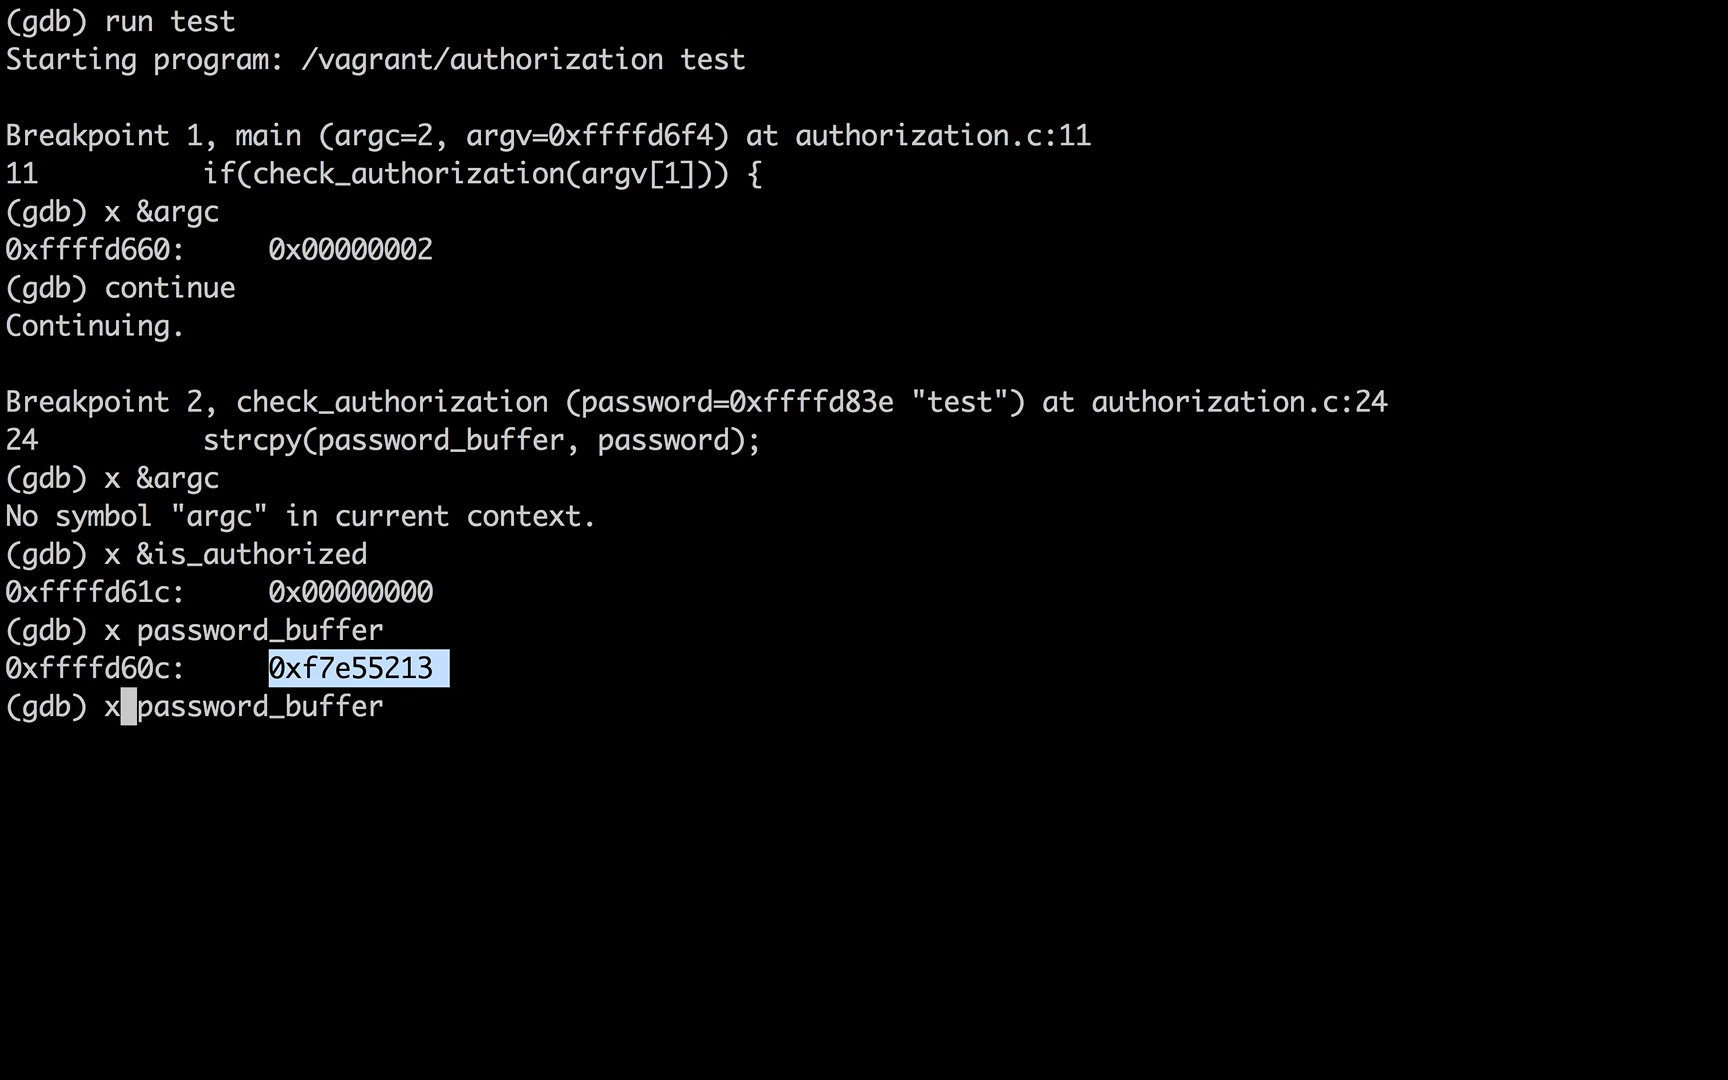 (gdb) run test
Starting program: /vagrant/authorization test
Breakpoint 1, main (argc=2, argv=0xffffd6f4) at authorization.c:11
11          if(check_authorization(argv[1])) {
(gdb) x &argc
0xffffd660:     0x00000002
(gdb) continue
Continuing.
Breakpoint 2, check_authorization (password=0xffffd83e "test") at authorization.c:24
24          strcpy(password_buffer, password);
(gdb) x &argc
No symbol "argc" in current context.
(gdb) x &is_authorized
0xffffd61c:     0x00000000
(gdb) x password_buffer
0xffffd60c:     0xf7e55213
(gdb) x password_buffer